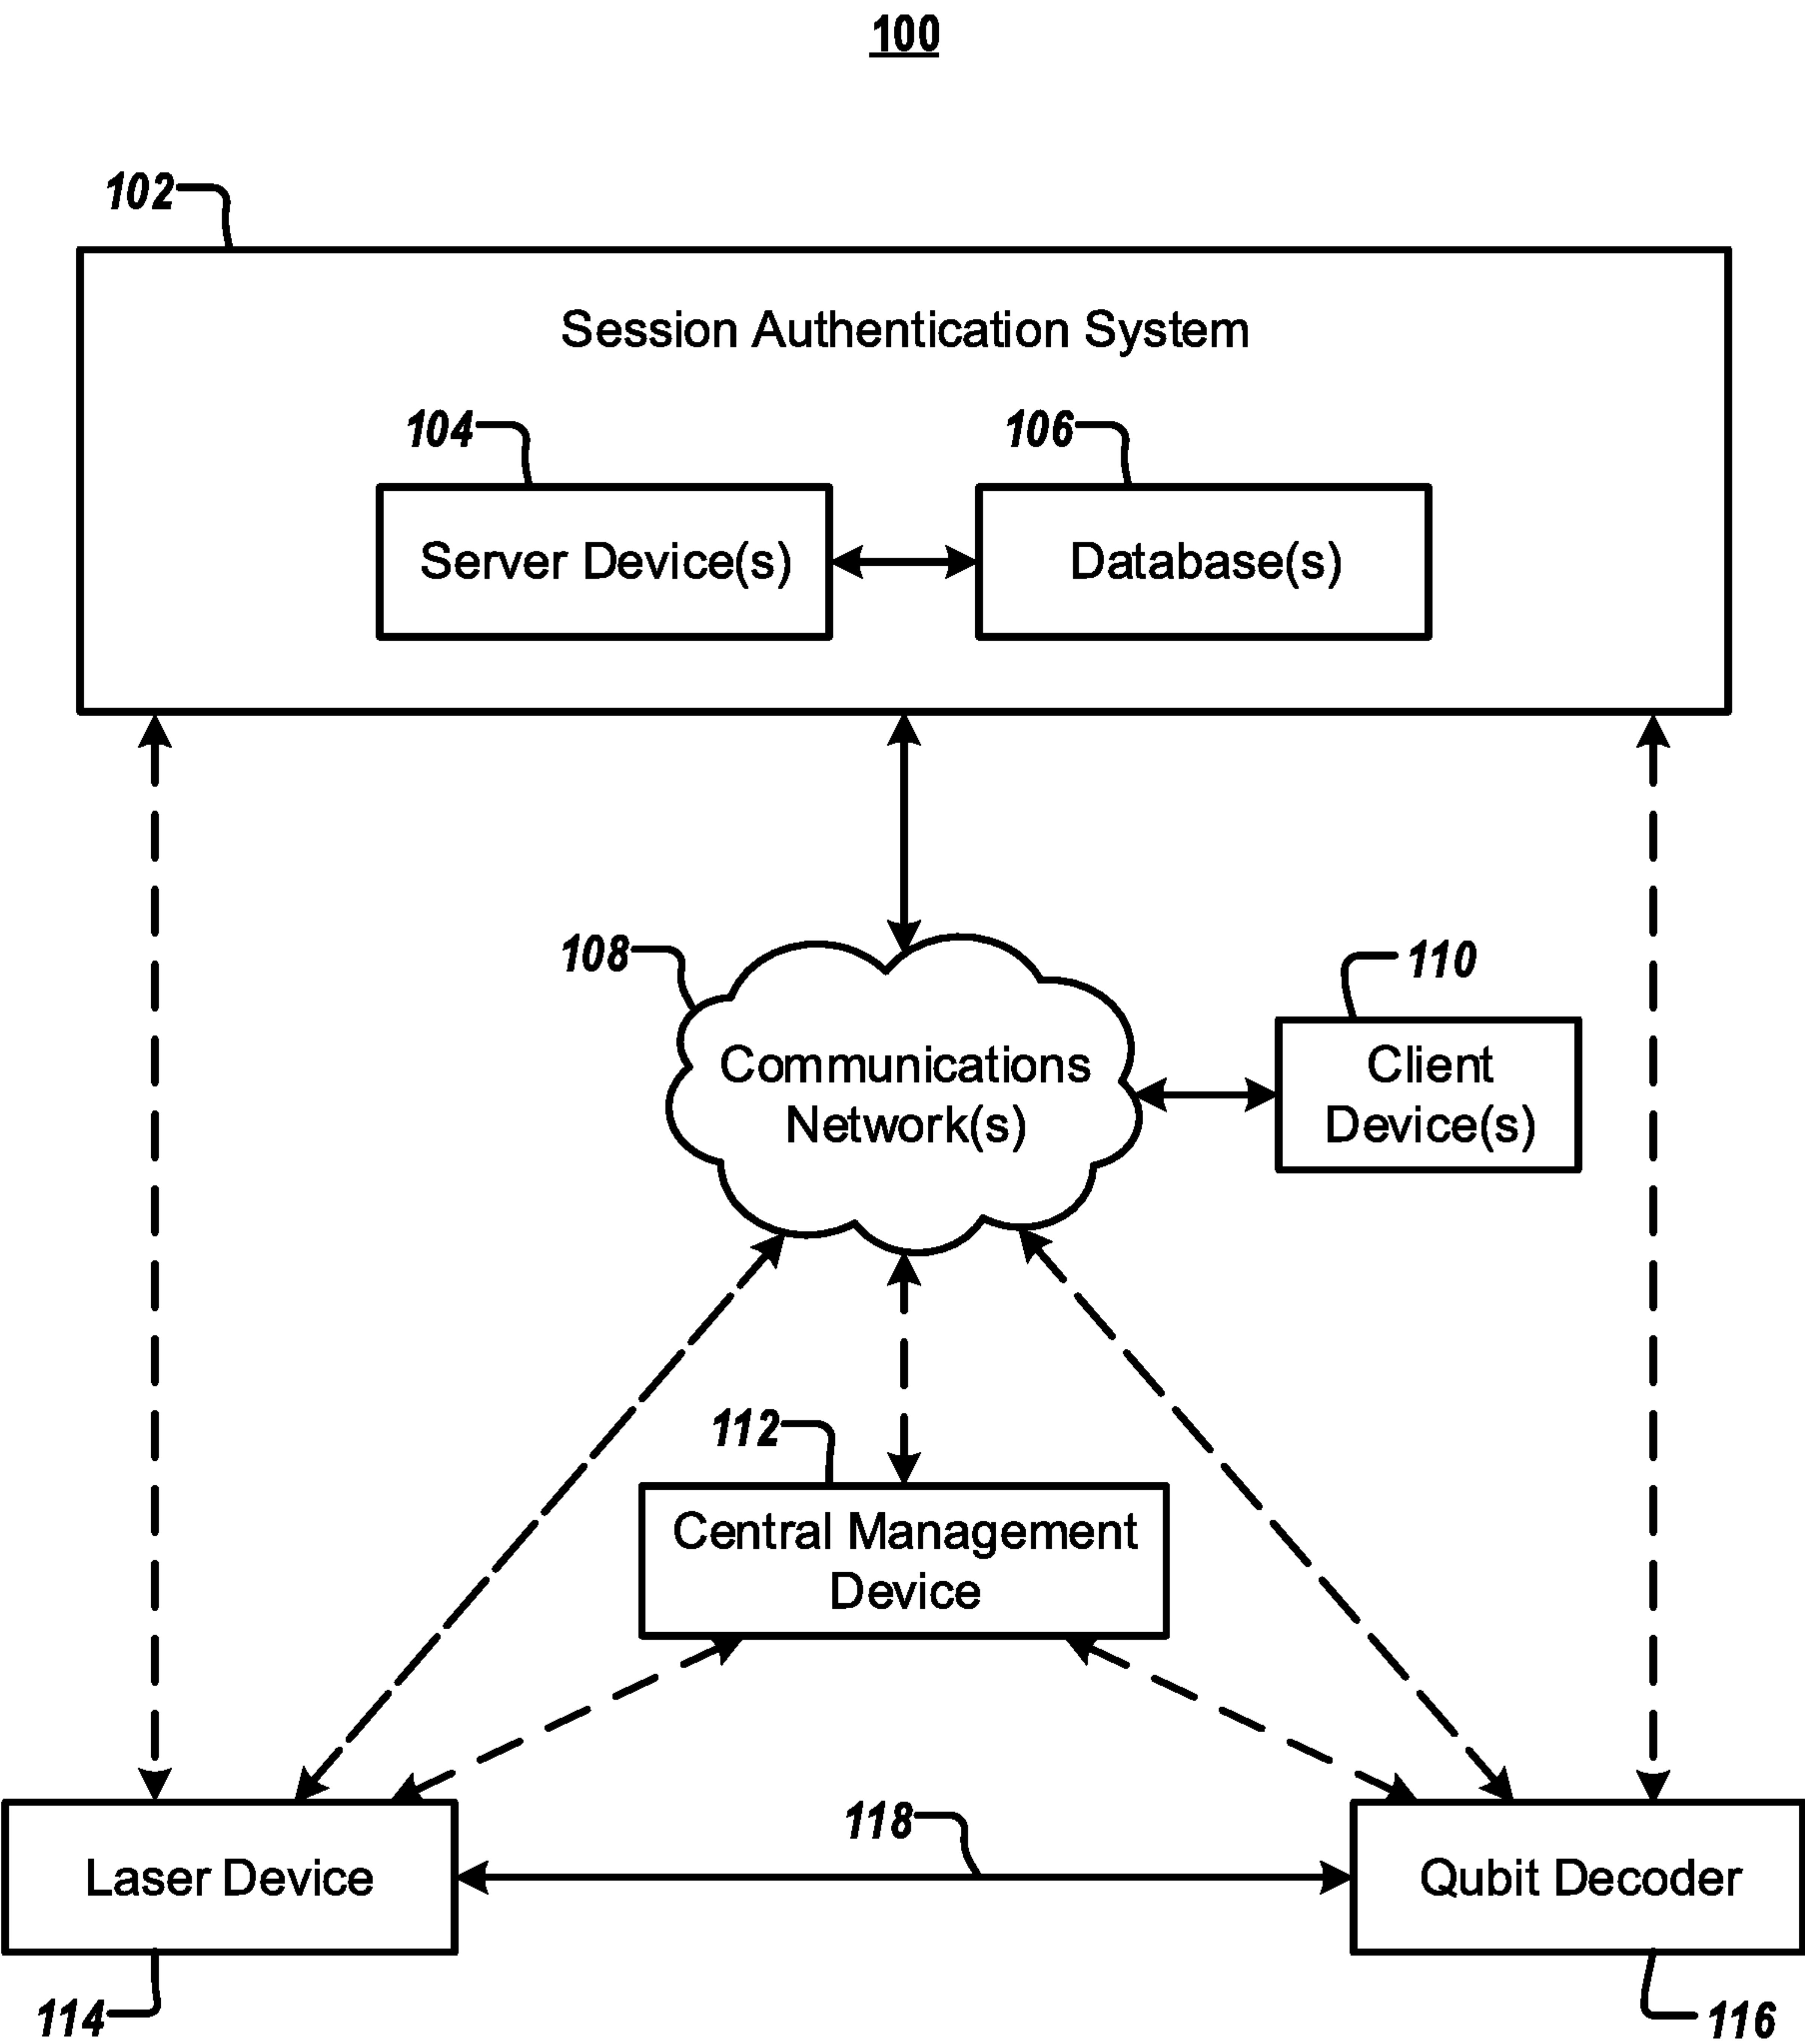 100
102
Session Authentication System
104
106
Server Device(s)
Database(s)
108
110
Communications
Network(s)
Client
Device(s)
112
Central Management
Device
118
Laser Device
Qubit Decoder
114
116